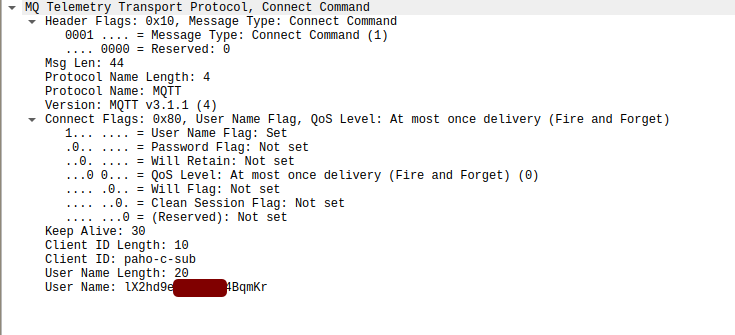 MQ Telemetry Transport Protocol, Connect Command
Header Flags: 0x10, Message Type: Connect Command
0001 .... = Message Type: Connect Command (1)
.... 0000 = Reserved: 0
Msg Len: 44
Protocol Name Length: 4
Protocol Name: MQTT
Version: MQTT v3.1.1 (4)
Connect Flags: 0x80, User Name Flag, QoS Level: At most once delivery (Fire and Forget)
1... .... = User Name Flag: Set
.0.. .... = Password Flag: Not set
..0. .... = Will Retain: Not set
...0 0... = QoS Level: At most once delivery (Fire and Forget) (0)
.... .0.. = Will Flag: Not set
.... ..0. = Clean Session Flag: Not set
.... ...0 = (Reserved): Not set
Keep Alive: 30
Client ID Length: 10
Client ID: paho-c-sub
User Name Length: 20
User Name: lX2hd9e 4BqmKr